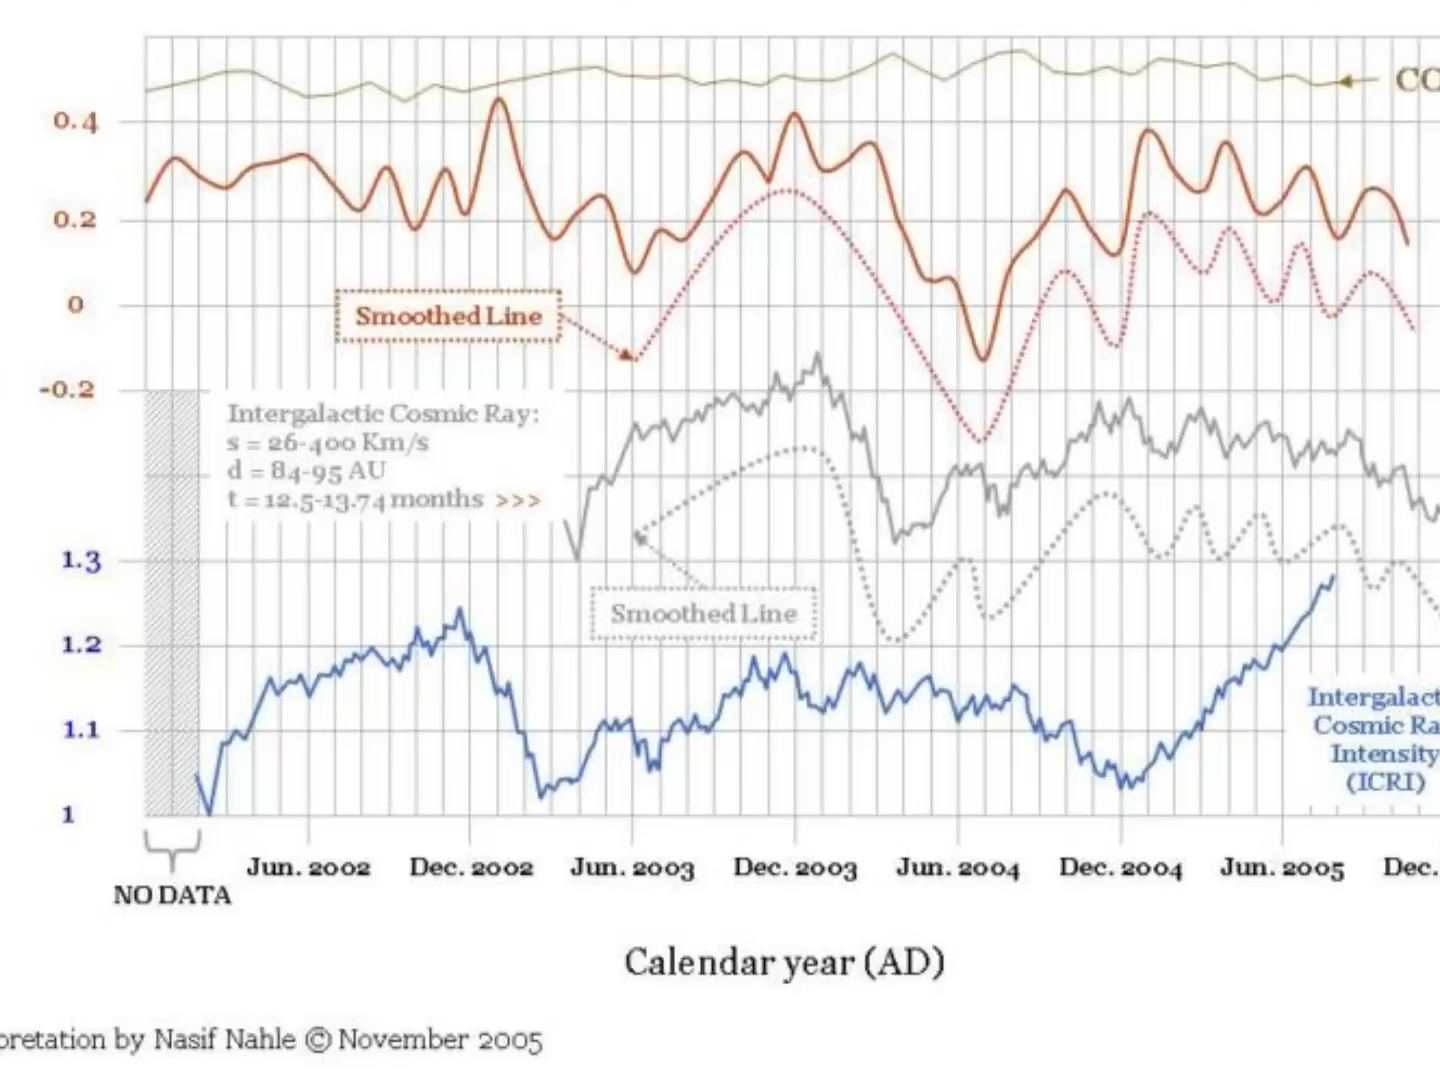 CO
0.4
0.2
0
-0.2
Smoothed Line
Intergalactic Cosmic Ray:
s = 26-400 Km/s
d = 84-95 AU
t = 12.5-13.74 months >>>
1.3
Smoothed Line
1.2
1.1
1
Intergalact
Cosmic Ra
Intensity
(ICRI)
Jun. 2002 Dec. 2002 Jun. 2003 Dec. 2003 Jun. 2004 Dec. 2004 Jun. 2005 Dec.
NO DATA
Calendar year (AD)
pretation by Nasif Nahle © November 2005